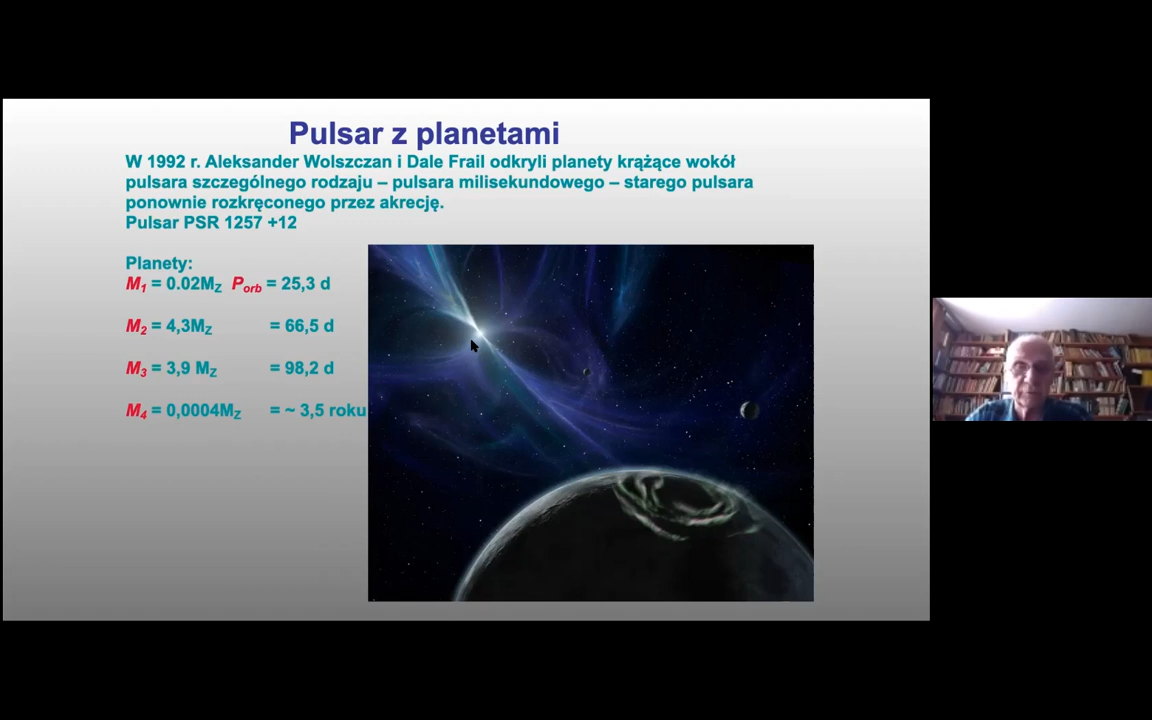 Pulsar z planetami
W 1992 r. Aleksander Wolszczan i Dale Frail odkryli planety krążące wokół
pulsara szczególnego rodzaju – pulsara milisekundowego – starego pulsara
ponownie rozkręconego przez akrecję.
Pulsar PSR 1257 +12
Planety:
M1 = 0.02MZ Porb = 25,3 d
M2 = 4,3MZ = 66,5 d
M3 = 3,9 MZ = 98,2 d
M4 = 0,0004MZ = ~ 3,5 roku